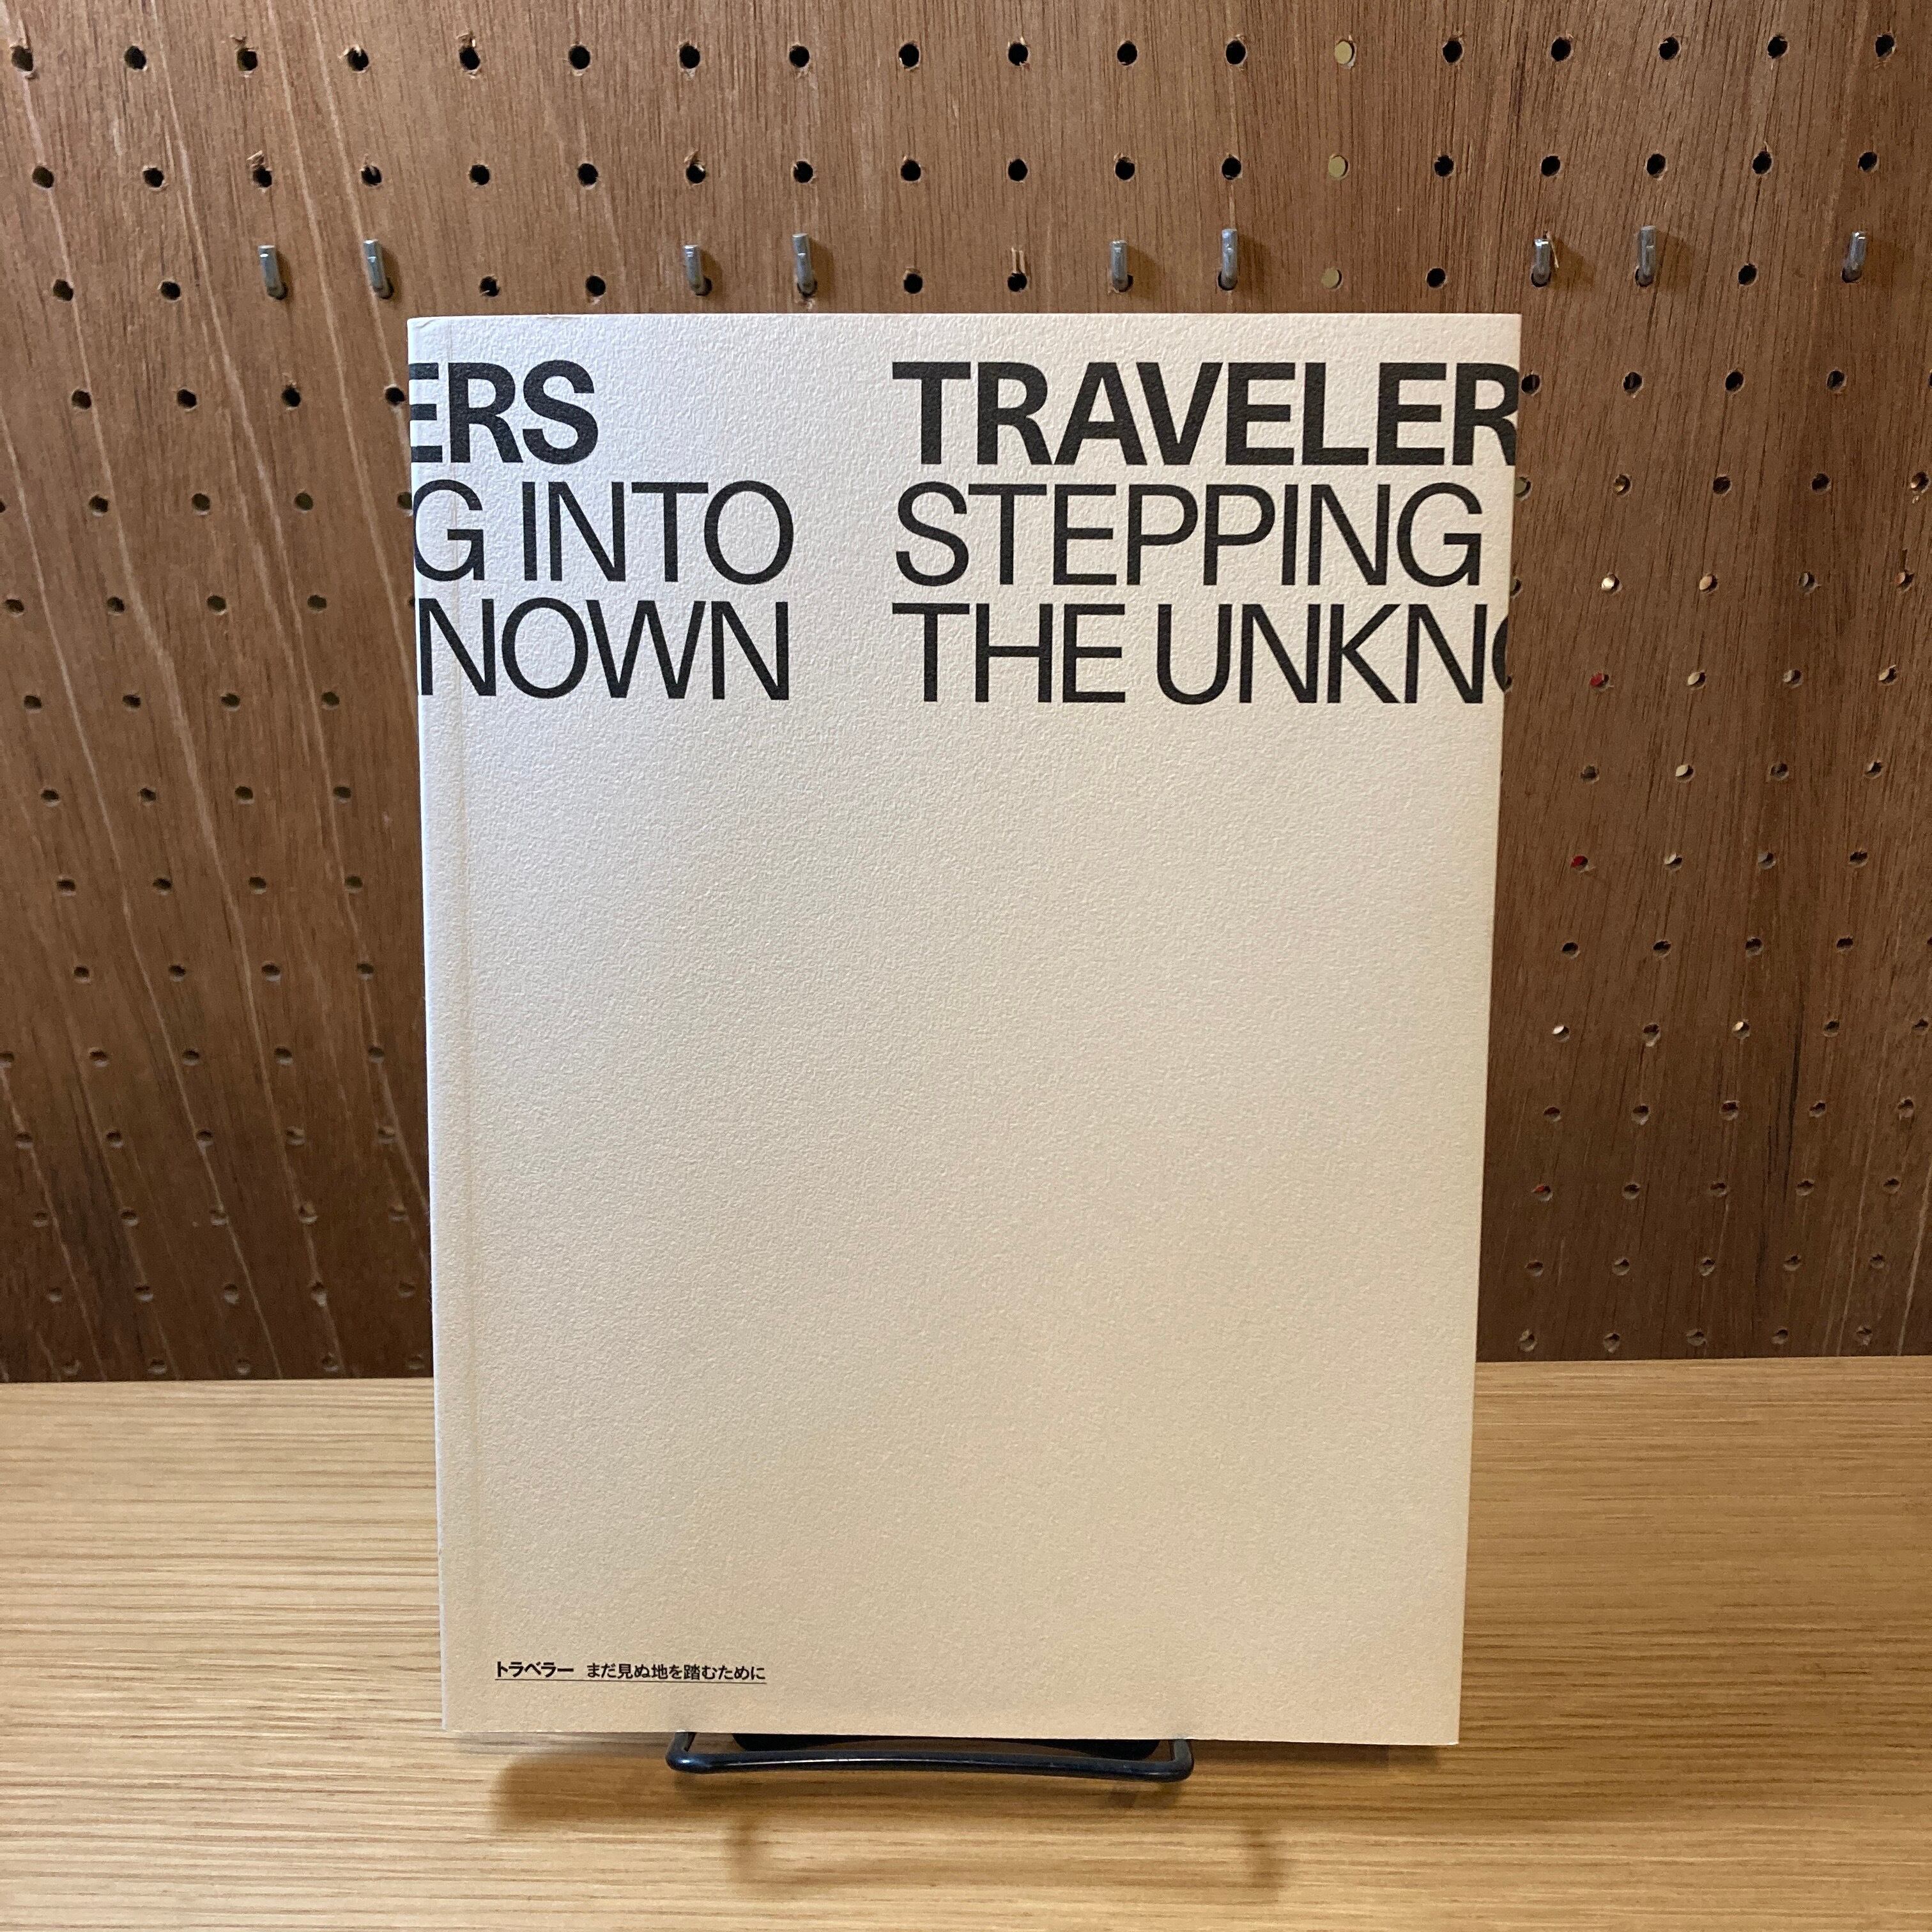 ERS TRAVELER
G INTO STEPPING
NOWN THE UNKNO
トラベラー まだ見ぬ地を踏むために